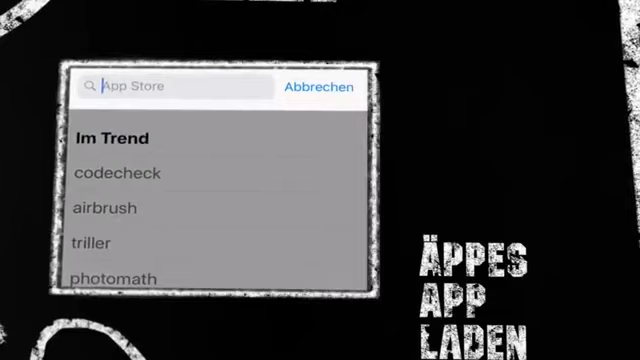 App Store
Abbrechen
Im Trend
codecheck
airbrush
triller
photomath
ÄPPES
APP
LADEN